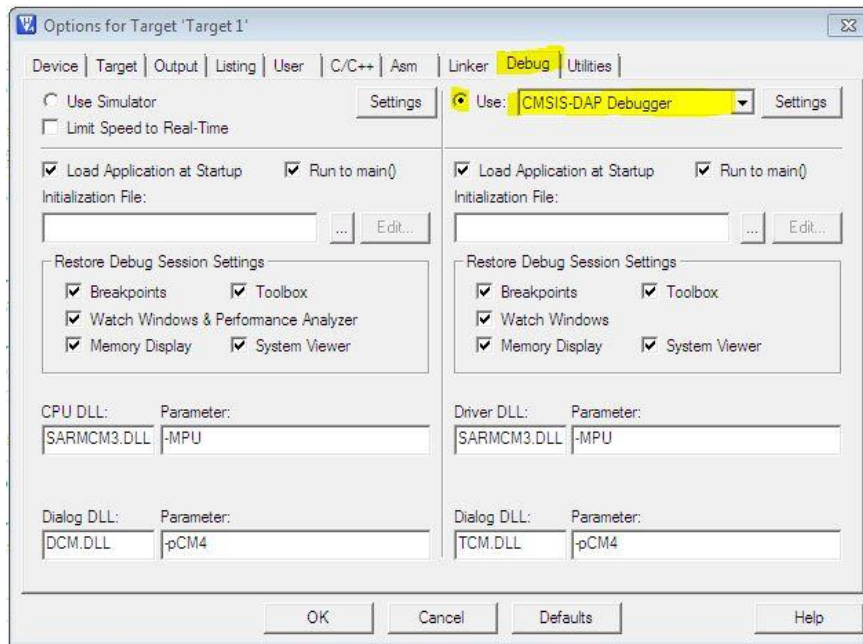 Options for Target 'Target 1'
Device Target Output Listing User C/C++ Asm Linker Debug Utilities
Use Simulator Settings
Limit Speed to Real-Time
Use: CMSIS-DAP Debugger Settings
Load Application at Startup Run to main()
Initialization File:
... Edit...
Load Application at Startup Run to main()
Initialization File:
... Edit...
Restore Debug Session Settings
Breakpoints Toolbox
Watch Windows & Performance Analyzer
Memory Display System Viewer
Restore Debug Session Settings
Breakpoints Toolbox
Watch Windows
Memory Display System Viewer
CPU DLL: Parameter:
SARMCM3.DLL -MPU
Driver DLL: Parameter:
SARMCM3.DLL -MPU
Dialog DLL: Parameter:
DCM.DLL -pCM4
Dialog DLL: Parameter:
TCM.DLL -pCM4
OK Cancel Defaults Help